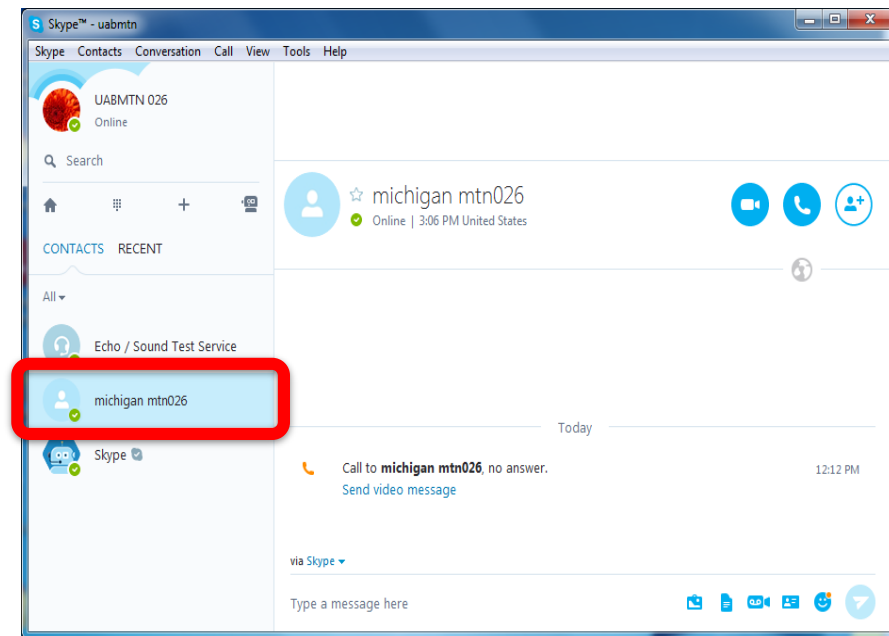 Skype™ - uabmtn
Skype Contacts Conversation Call View Tools Help
UABMTN 026
Online
Search
CONTACTS RECENT
All
Echo / Sound Test Service
michigan mtn026
Skype
michigan mtn026
Online | 3:06 PM United States
Today
Call to michigan mtn026, no answer. 12:12 PM
Send video message
via Skype
Type a message here